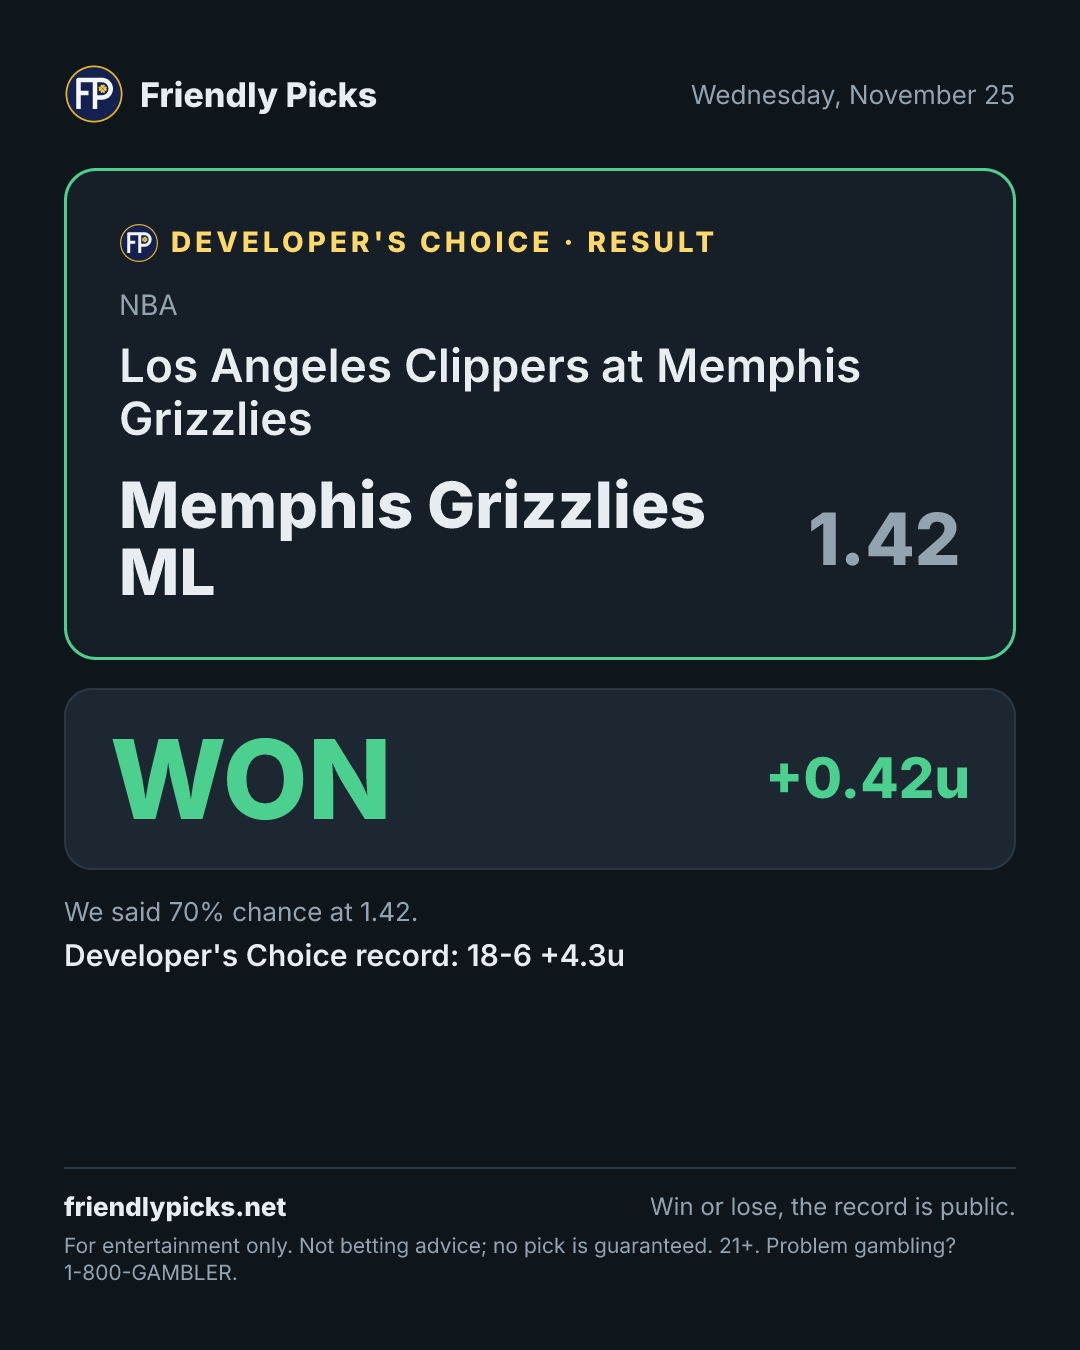 FP Friendly Picks
Wednesday, November 25
FP DEVELOPER'S CHOICE · RESULT
NBA
Los Angeles Clippers at Memphis
Grizzlies
Memphis Grizzlies
ML
1.42
WON
+0.42u
We said 70% chance at 1.42.
Developer's Choice record: 18-6 +4.3u
friendlypicks.net
Win or lose, the record is public.
For entertainment only. Not betting advice; no pick is guaranteed. 21+. Problem gambling?
1-800-GAMBLER.